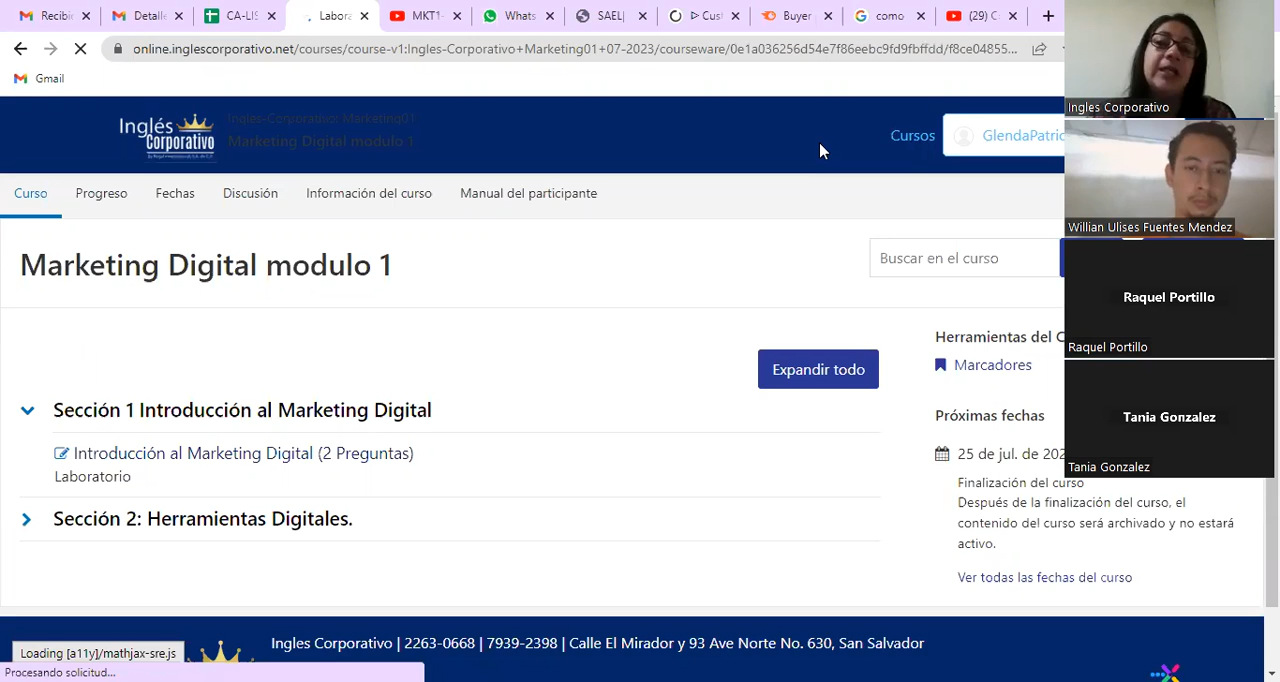 Recibid
Detalle
CA-LIS
Labora
MKT1-
Whats
SAEL|
ᐅ Cust
Buyer
como
(29) C
online.inglescorporativo.net/courses/course-v1:Ingles-Corporativo+Marketing01+07-2023/courseware/0e1a036256d54e7f86eebc9fd9fbffdd/f8ce04855...
Gmail
Inglés Corporativo
Ingles-Corporativo: Marketing01
Marketing Digital modulo 1
Cursos
GlendaPatric
Curso Progreso Fechas Discusión Información del curso Manual del participante
Marketing Digital modulo 1
Buscar en el curso
Expandir todo
Sección 1 Introducción al Marketing Digital
Introducción al Marketing Digital (2 Preguntas)
Laboratorio
Sección 2: Herramientas Digitales.
Herramientas del C
Marcadores
Próximas fechas
25 de jul. de 202
Finalización del curso
Después de la finalización del curso, el
contenido del curso será archivado y no estará
activo.
Ver todas las fechas del curso
Ingles Corporativo | 2263-0668 | 7939-2398 | Calle El Mirador y 93 Ave Norte No. 630, San Salvador
Loading [a11y]/mathjax-sre.js
Procesando solicitud...
Ingles Corporativo
Willian Ulises Fuentes Mendez
Raquel Portillo
Raquel Portillo
Tania Gonzalez
Tania Gonzalez